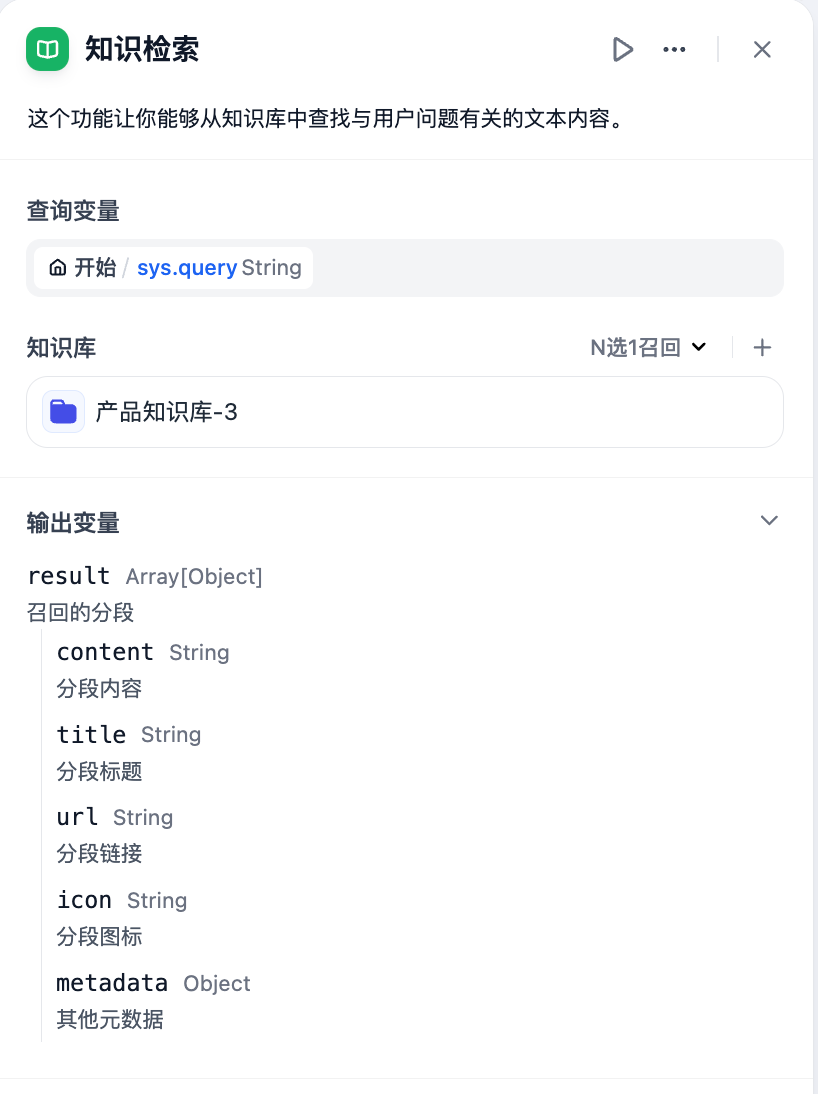 知识检索
这个功能让你能够从知识库中查找与用户问题有关的文本内容。
查询变量
开始 / sys.query String
知识库 N选1召回
产品知识库-3
输出变量
result Array[Object]
召回的分段
content String
分段内容
title String
分段标题
url String
分段链接
icon String
分段图标
metadata Object
其他元数据